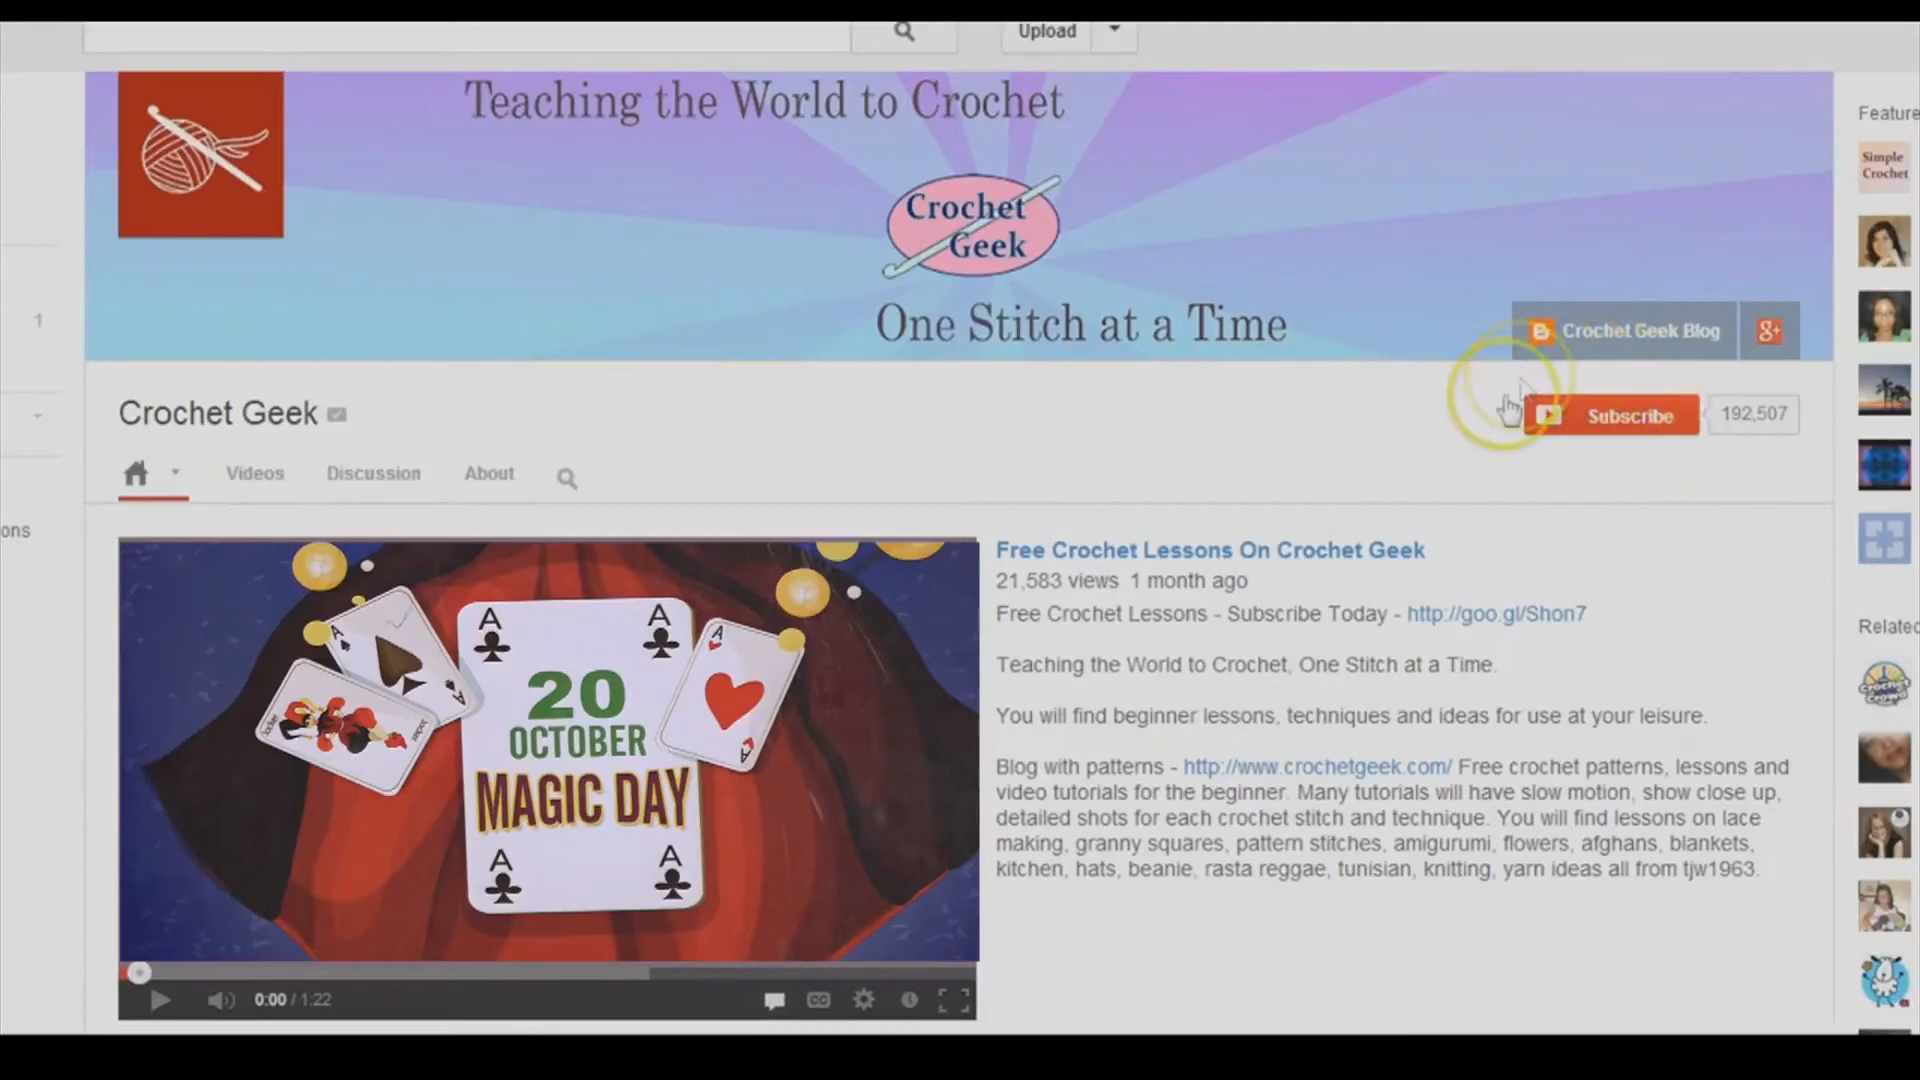 Upload
Teaching the World to Crochet
Crochet
Geek
One Stitch at a Time
Crochet Geek Blog
g+
Crochet Geek
Subscribe
192,507
Videos
Discussion
About
1
ons
Feature
Simple
Crochet
Related
Crochet
Crowd
A
A
A
A
A
A
A
A
Joker
Joker
20
OCTOBER
MAGIC DAY
0:00 / 1:22
CC
Free Crochet Lessons On Crochet Geek
21,583 views 1 month ago
Free Crochet Lessons - Subscribe Today - http://goo.gl/Shon7
Teaching the World to Crochet, One Stitch at a Time.
You will find beginner lessons, techniques and ideas for use at your leisure.
Blog with patterns - http://www.crochetgeek.com/ Free crochet patterns, lessons and
video tutorials for the beginner. Many tutorials will have slow motion, show close up,
detailed shots for each crochet stitch and technique. You will find lessons on lace
making, granny squares, pattern stitches, amigurumi, flowers, afghans, blankets,
kitchen, hats, beanie, rasta reggae, tunisian, knitting, yarn ideas all from tjw1963.